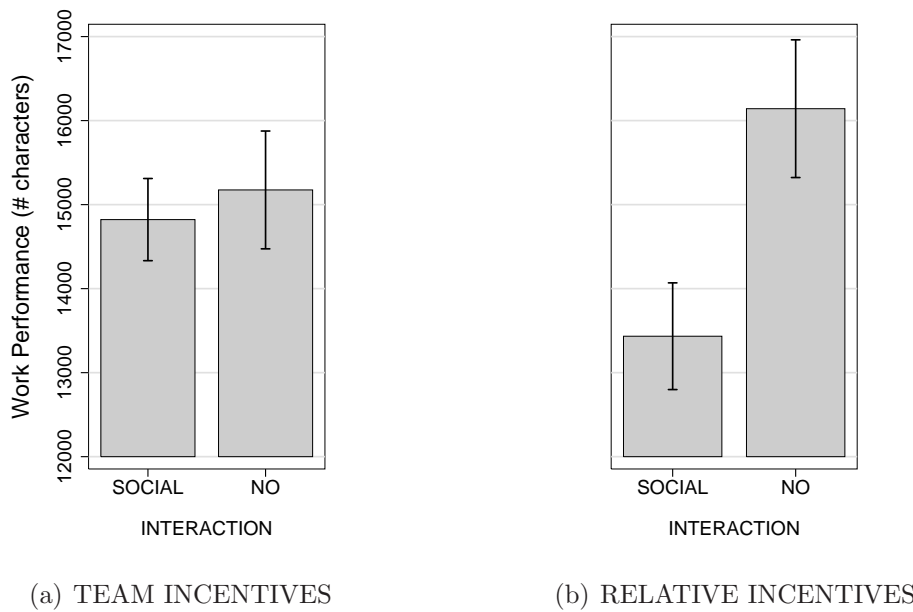 Work Performance (# characters)
17000
16000
15000
14000
13000
12000
SOCIAL NO
INTERACTION
(a) TEAM INCENTIVES
SOCIAL NO
INTERACTION
(b) RELATIVE INCENTIVES